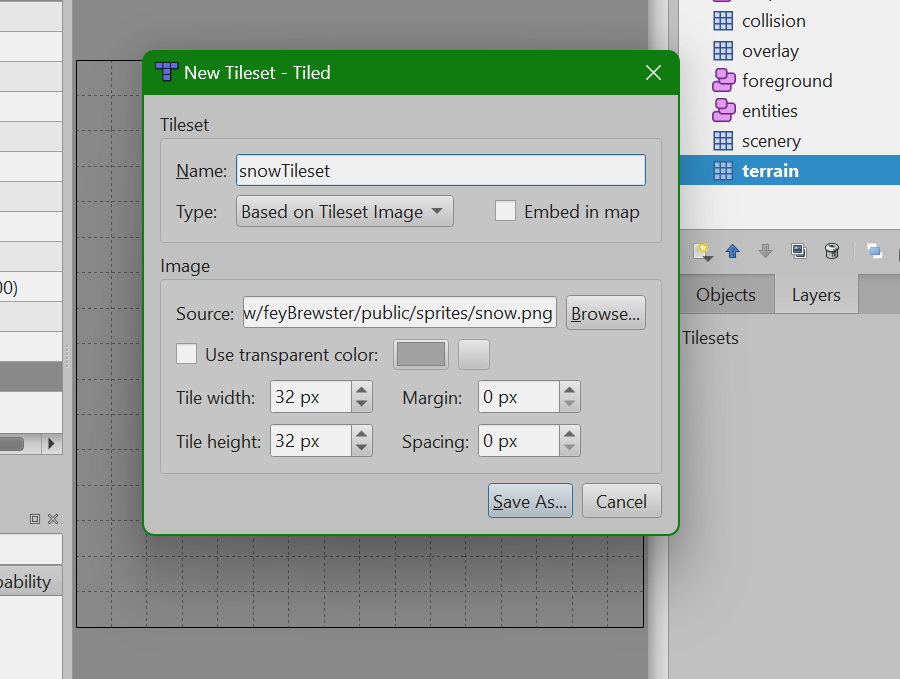 collision
overlay
foreground
entities
scenery
terrain
New Tileset - Tiled
Tileset
Name: snowTileset
Type: Based on Tileset Image Embed in map
Image
Source: w/feyBrewster/public/sprites/snow.png Browse...
Use transparent color:
Tile width: 32 px Margin: 0 px
Tile height: 32 px Spacing: 0 px
Save As... Cancel
00)
bability
Objects Layers
Tilesets